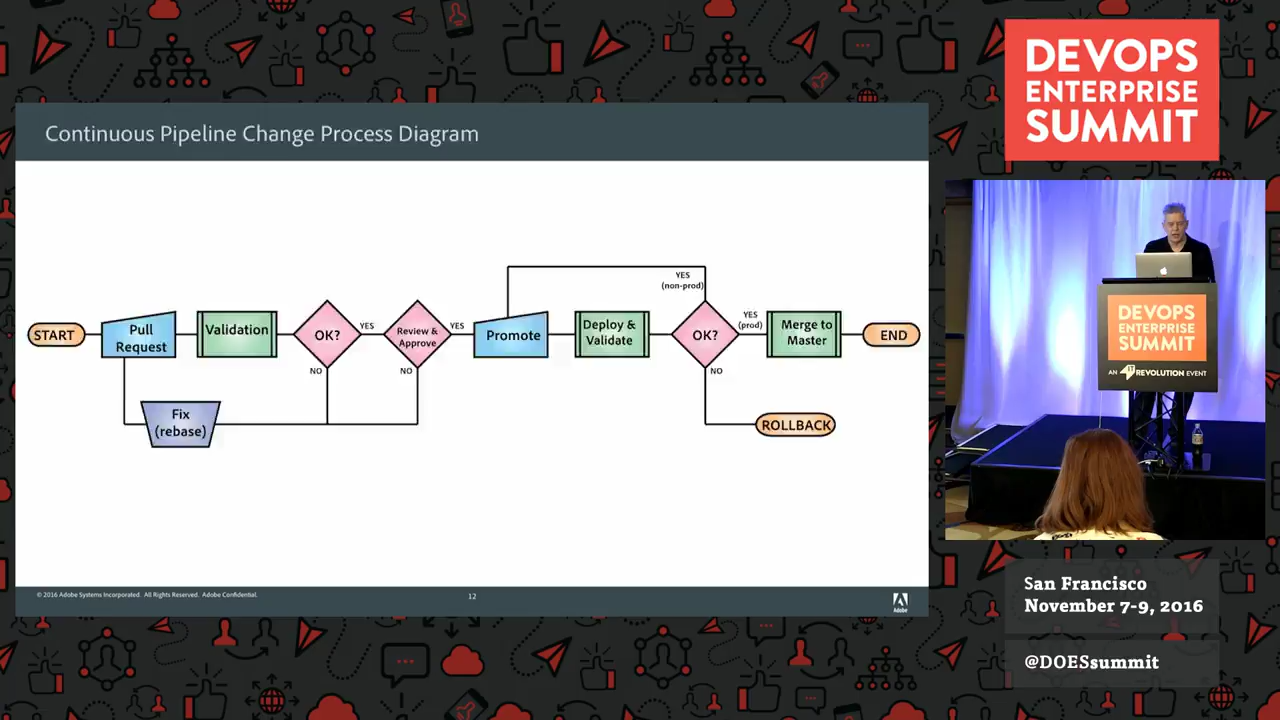 DEVOPS
ENTERPRISE
SUMMIT
Continuous Pipeline Change Process Diagram
YES
(non-prod)
START
Pull
Request
Validation
OK?
YES
Review &
Approve
YES
Promote
Deploy &
Validate
OK?
YES
(prod)
Merge to
Master
END
NO
NO
NO
Fix
(rebase)
ROLLBACK
© 2016 Adobe Systems Incorporated. All Rights Reserved. Adobe Confidential.
12
Adobe
DEVOPS
ENTERPRISE
SUMMIT
AN IT REVOLUTION EVENT
San Francisco
November 7-9, 2016
@DOESsummit